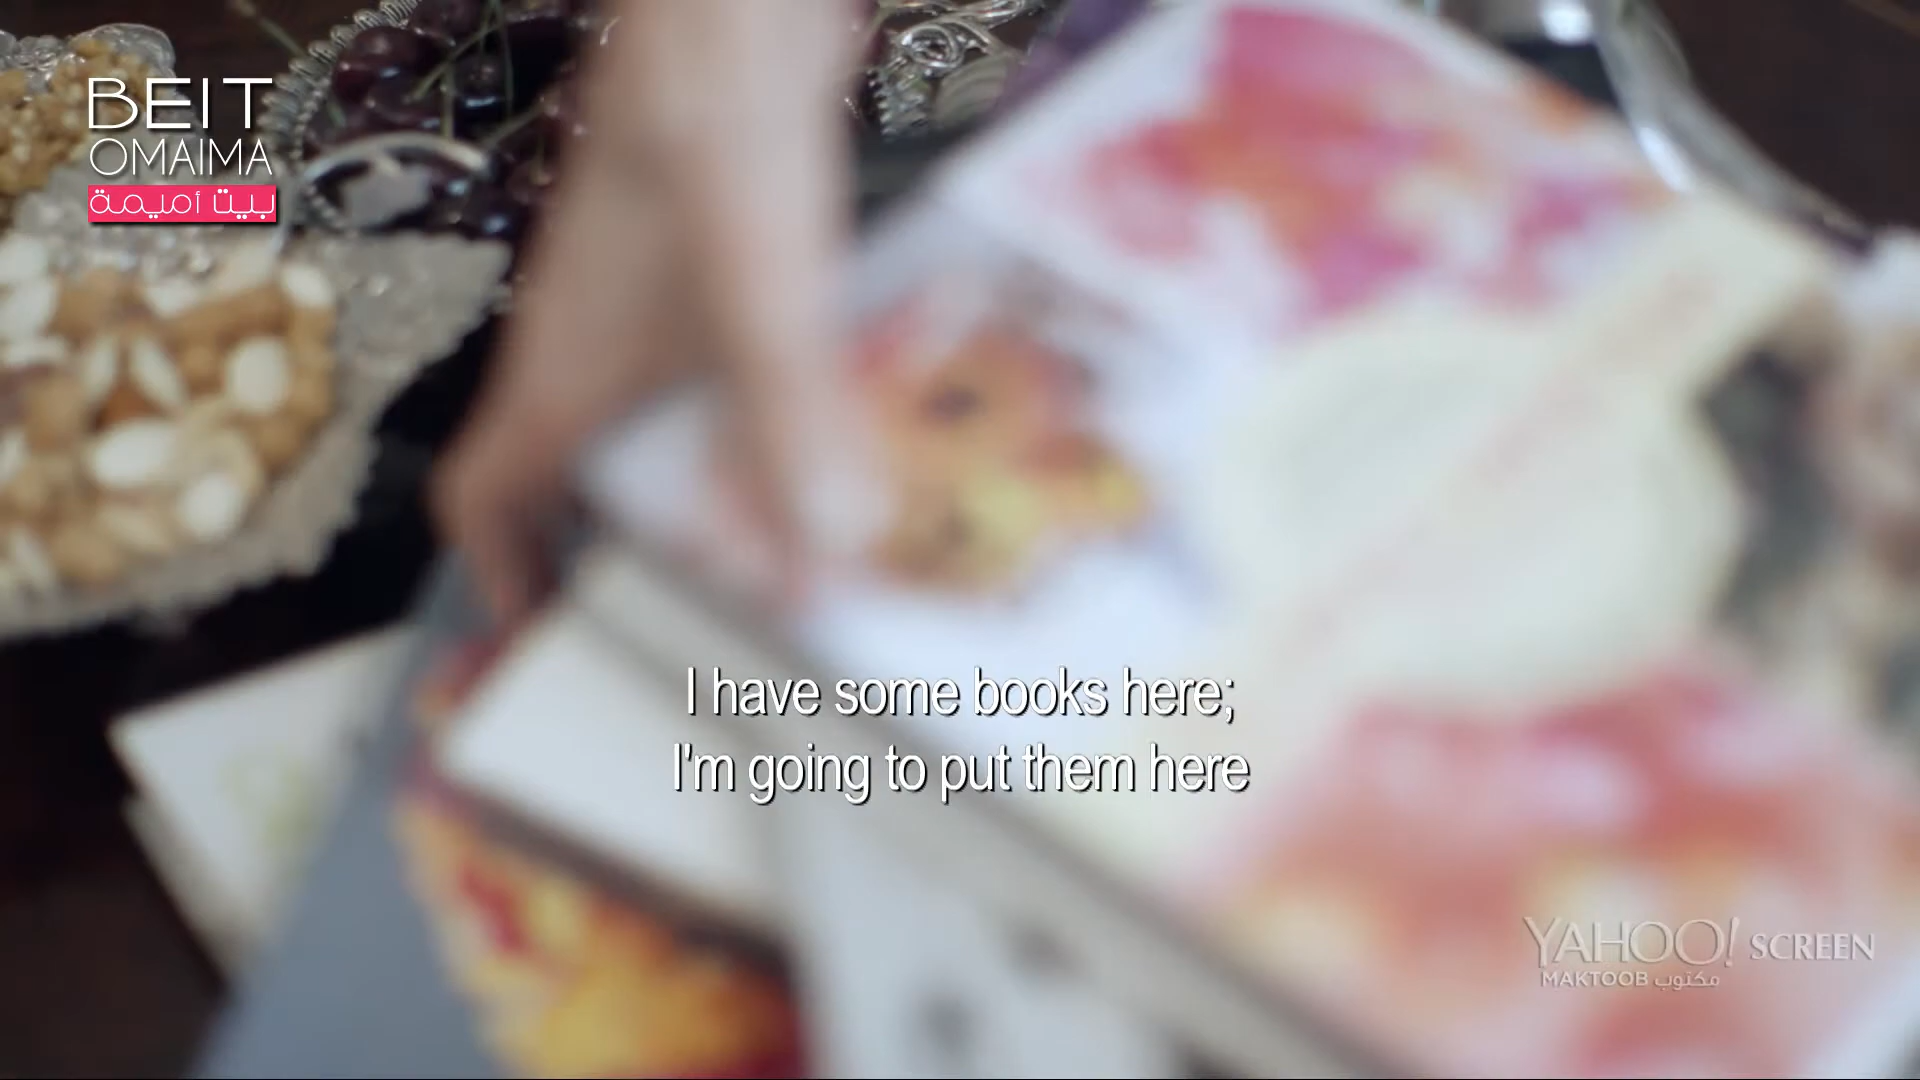 BEIT
OMAIMA
بيت أميمة
I have some books here;
I'm going to put them here
YAHOO! SCREEN
MAKTOOB مكتوب